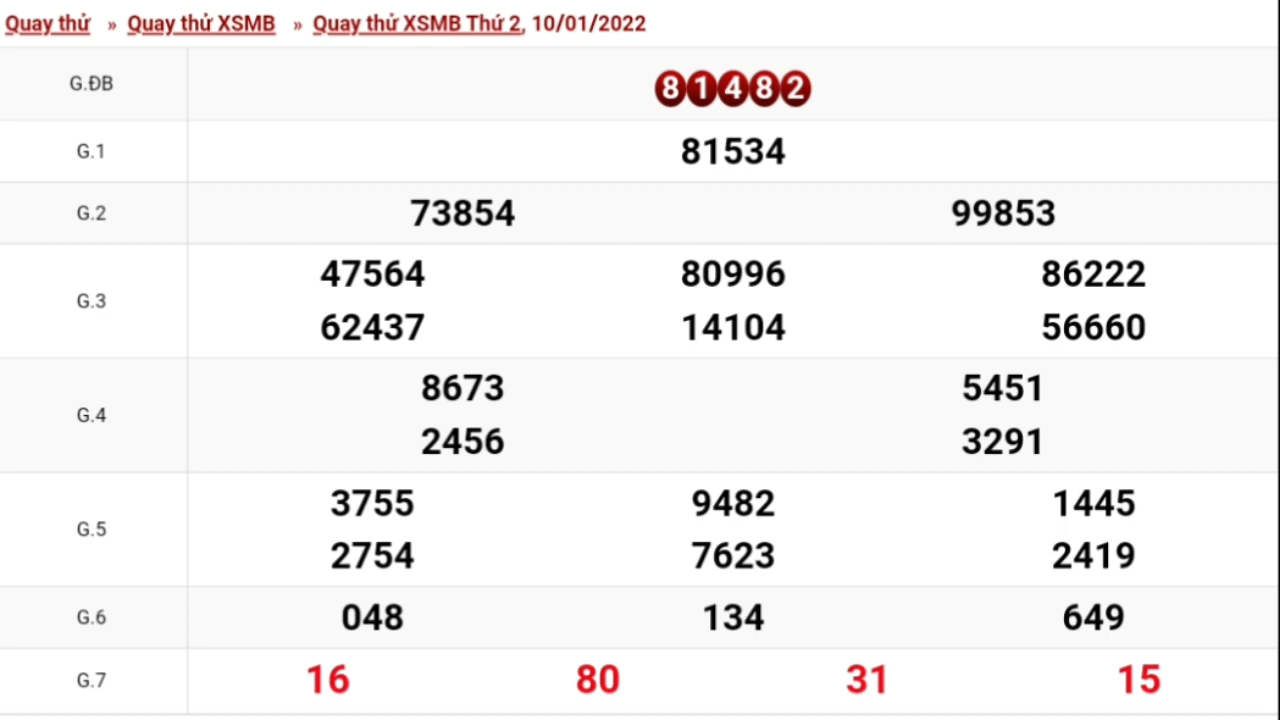 Quay thử » Quay thử XSMB » Quay thử XSMB Thứ 2, 10/01/2022
G.ĐB 81482
G.1 81534
G.2 73854 99853
G.3 47564 80996 86222
62437 14104 56660
G.4 8673 5451
2456 3291
G.5 3755 9482 1445
2754 7623 2419
G.6 048 134 649
G.7 16 80 31 15